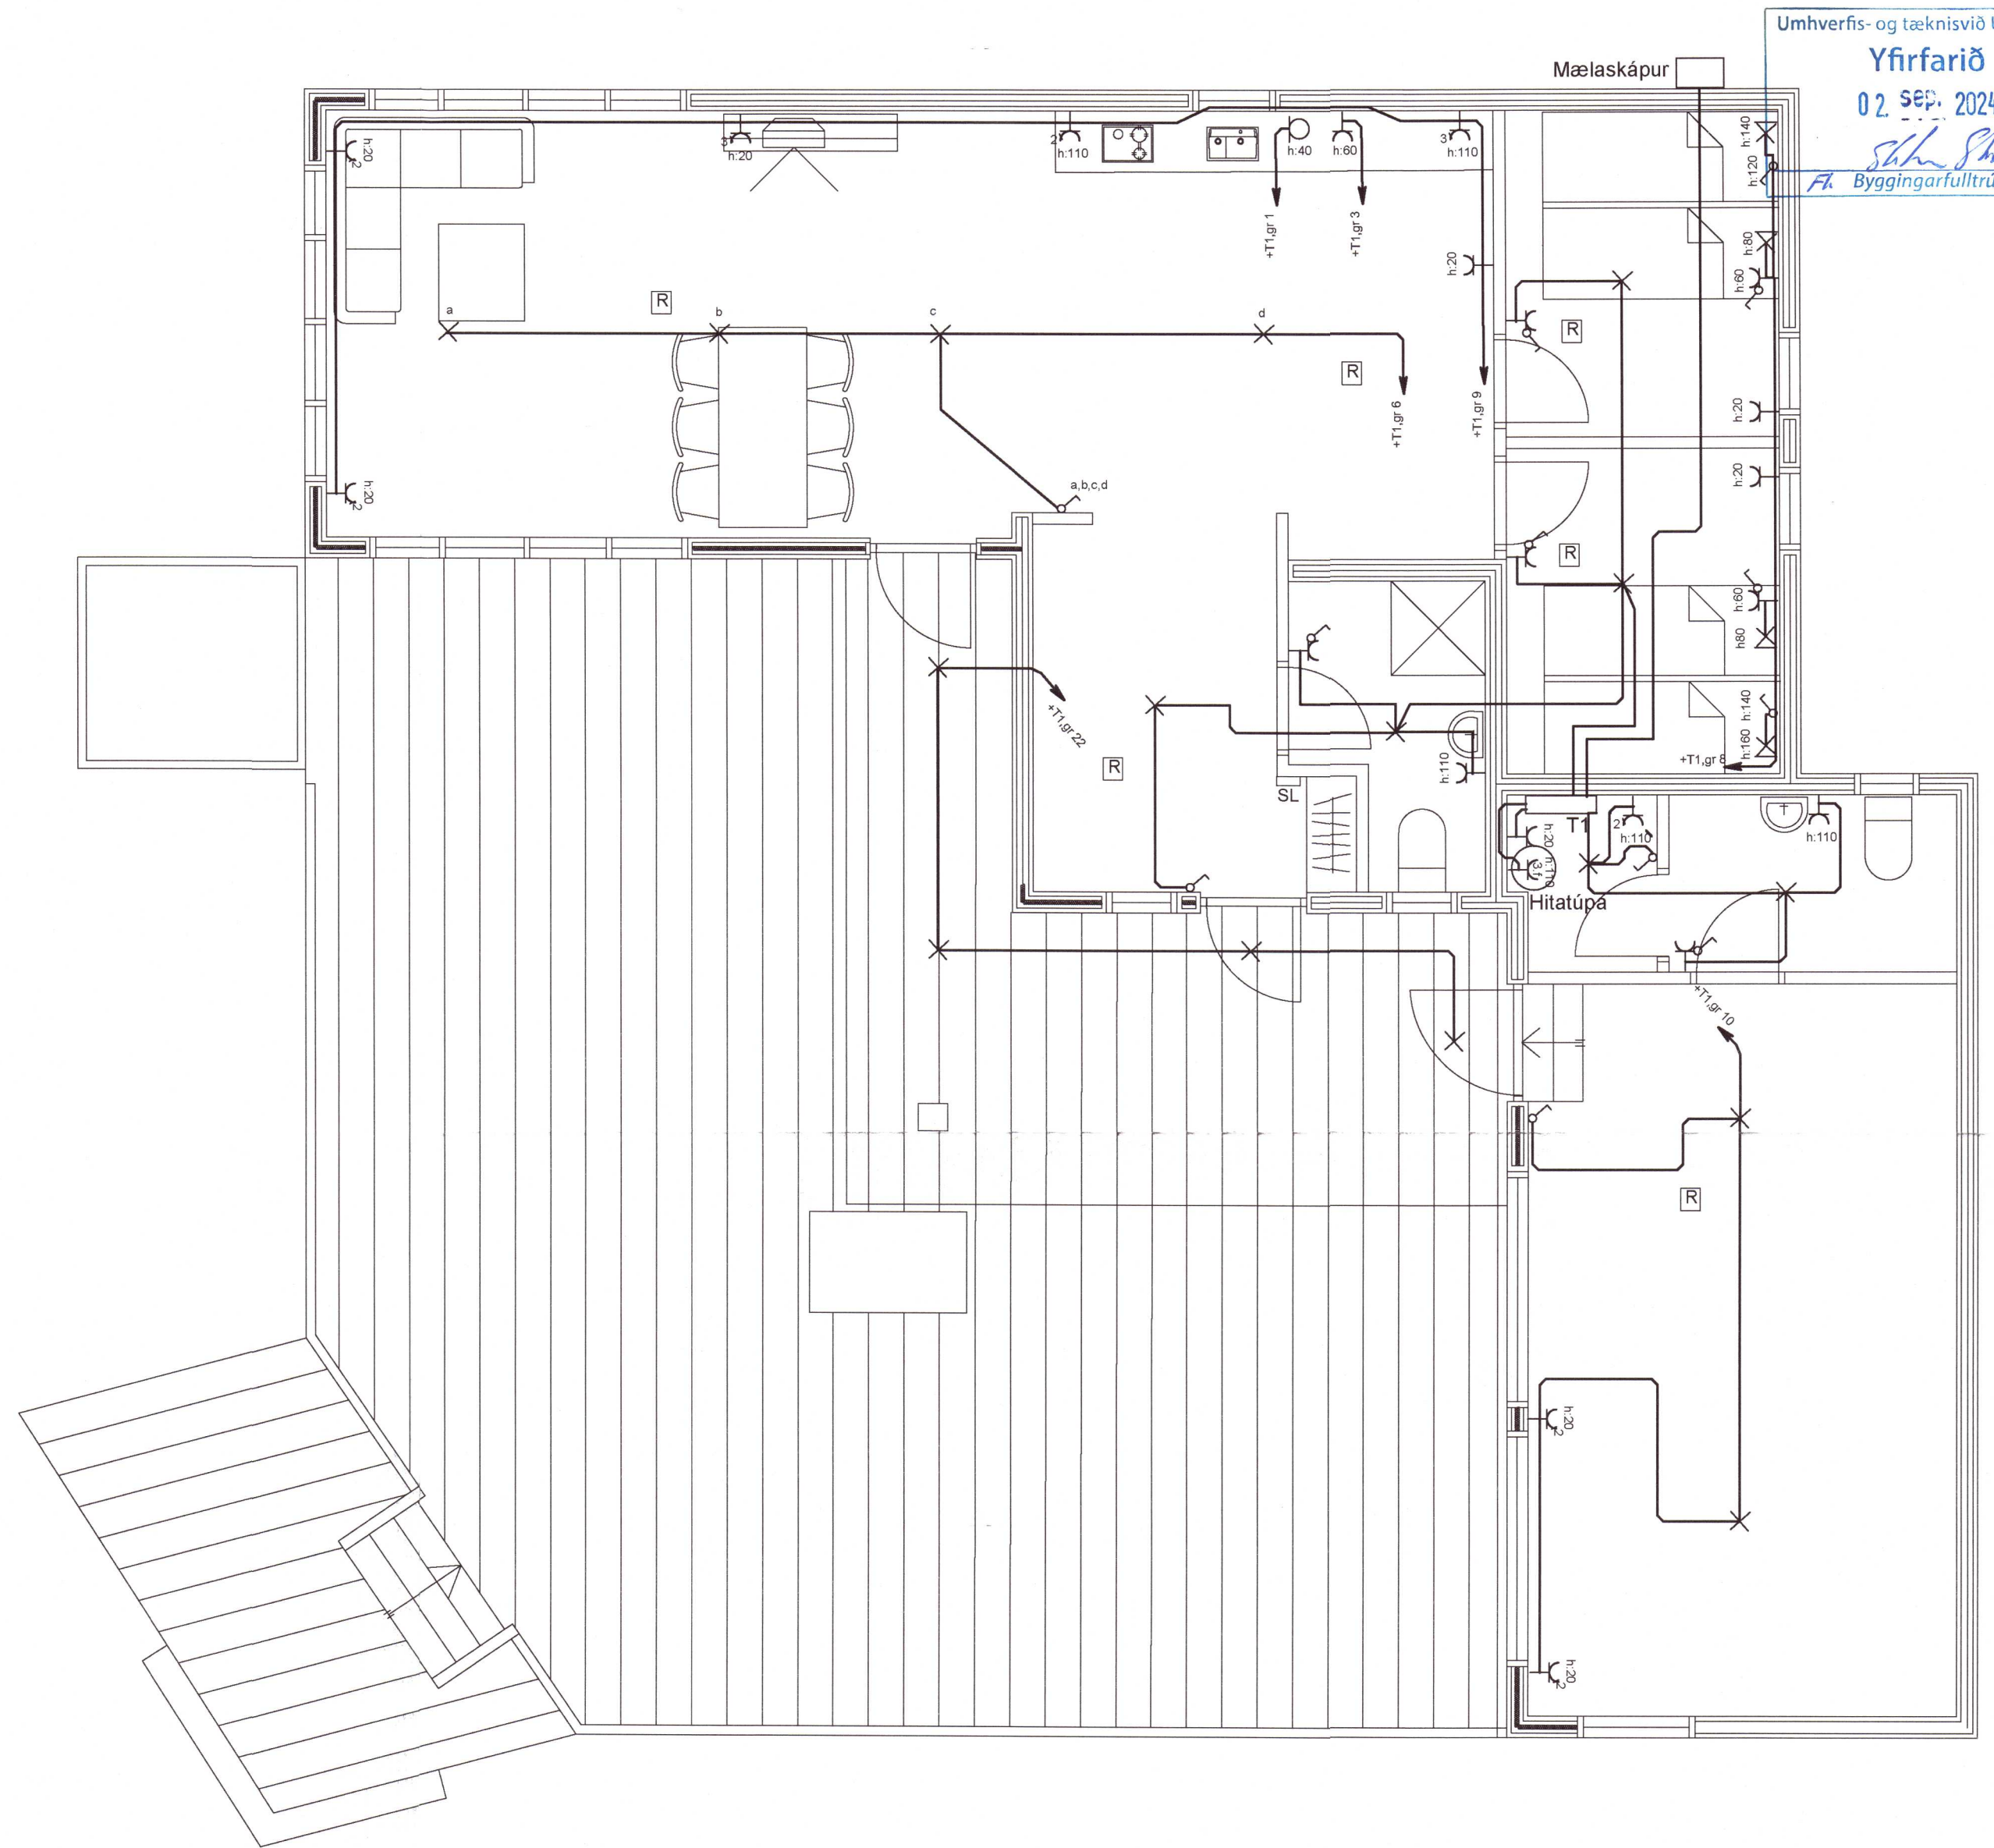 Umhverfis- og tæknisvið
Yfirfarið
02. sep. 2024
Fh. Byggingarfulltrú
Mælaskápur
h:20
2
3
h:20
2
h:110
h:40
h:60
3
h:110
h:140
h:120
+T1,gr 1
+T1,gr 3
h:20
h:80
h:60
R
R
a
b
c
d
R
+T1,gr 6
+T1,gr 9
h:20
h:20
h:20
2
a,b,c,d
R
h:60
h80
+T1,gr 22
R
h:110
h:140
h:160
+T1,gr 8
SL
T1
h:20
2
h:110
h:110
3.f
h:110
Hitatúpa
+T1,gr 10
R
h:20
2
h:20
2